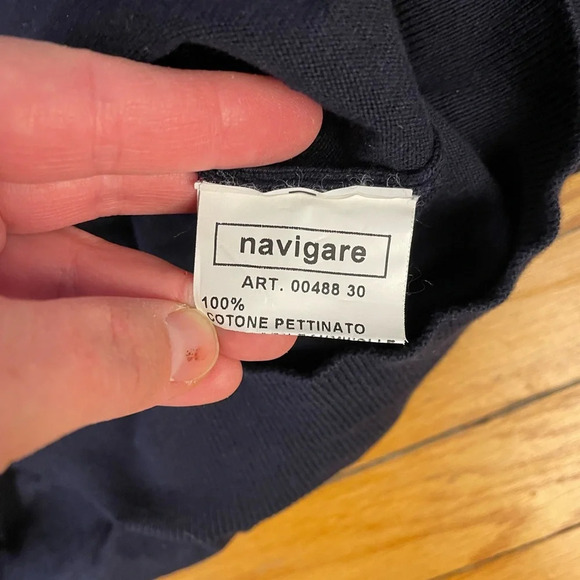 navigare
ART. 00488 30
100%
COTONE PETTINATO